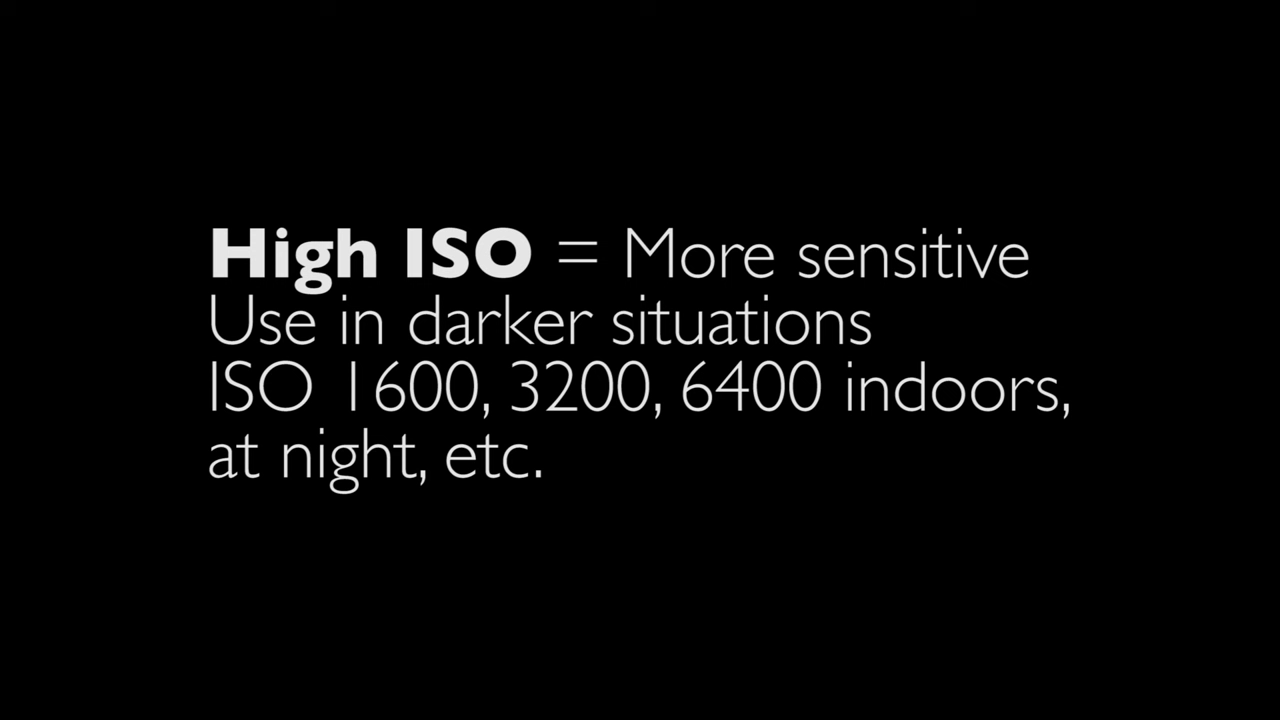 High ISO = More sensitive
Use in darker situations
ISO 1600, 3200, 6400 indoors,
at night, etc.